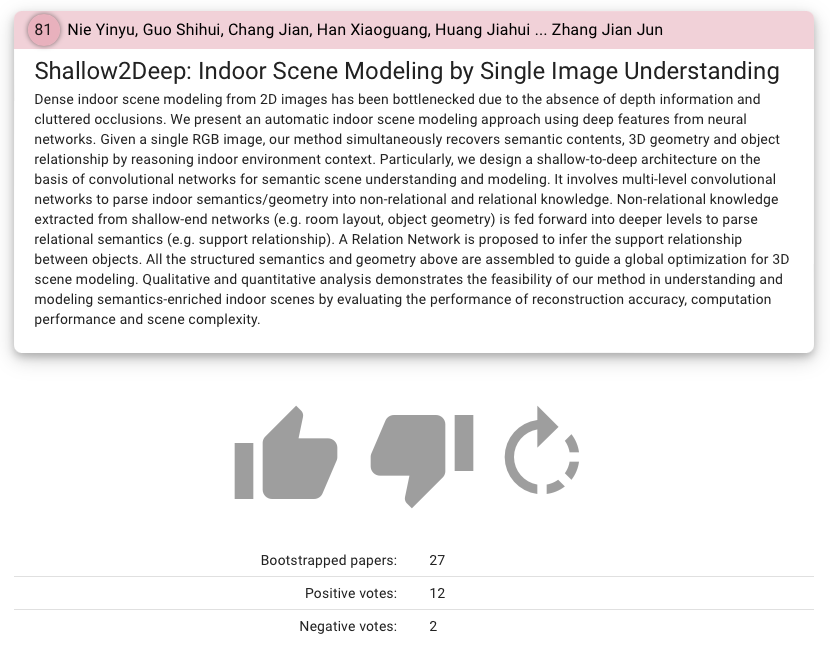 81 Nie Yinyu, Guo Shihui, Chang Jian, Han Xiaoguang, Huang Jiahui ... Zhang Jian Jun
Shallow2Deep: Indoor Scene Modeling by Single Image Understanding
Dense indoor scene modeling from 2D images has been bottlenecked due to the absence of depth information and
cluttered occlusions. We present an automatic indoor scene modeling approach using deep features from neural
networks. Given a single RGB image, our method simultaneously recovers semantic contents, 3D geometry and object
relationship by reasoning indoor environment context. Particularly, we design a shallow-to-deep architecture on the
basis of convolutional networks for semantic scene understanding and modeling. It involves multi-level convolutional
networks to parse indoor semantics/geometry into non-relational and relational knowledge. Non-relational knowledge
extracted from shallow-end networks (e.g. room layout, object geometry) is fed forward into deeper levels to parse
relational semantics (e.g. support relationship). A Relation Network is proposed to infer the support relationship
between objects. All the structured semantics and geometry above are assembled to guide a global optimization for 3D
scene modeling. Qualitative and quantitative analysis demonstrates the feasibility of our method in understanding and
modeling semantics-enriched indoor scenes by evaluating the performance of reconstruction accuracy, computation
performance and scene complexity.
Bootstrapped papers: 27
Positive votes: 12
Negative votes: 2